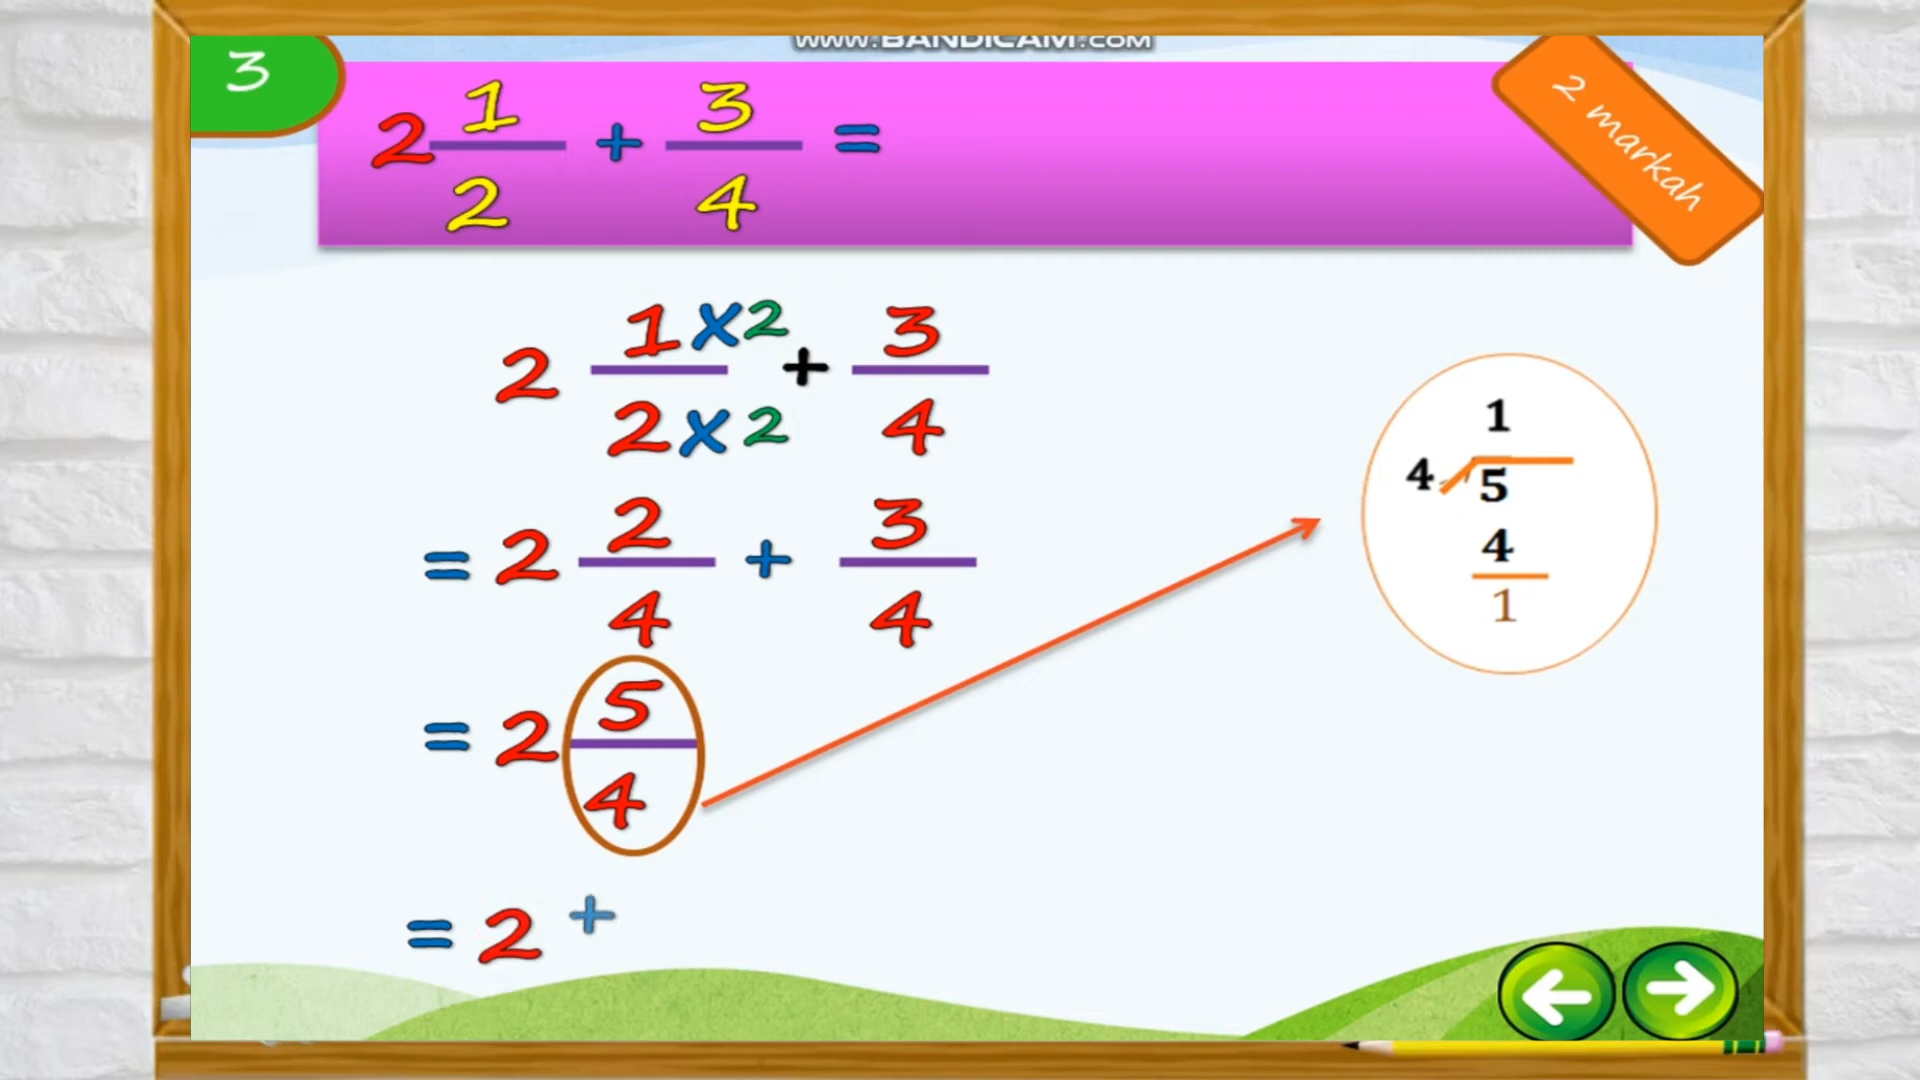 www.BANDICAM.com
3
2 1/2 + 3/4 =
2 markah
2 1x2/2x2 + 3/4
= 2 2/4 + 3/4
= 2 5/4
= 2 +
1
4 5
4
1